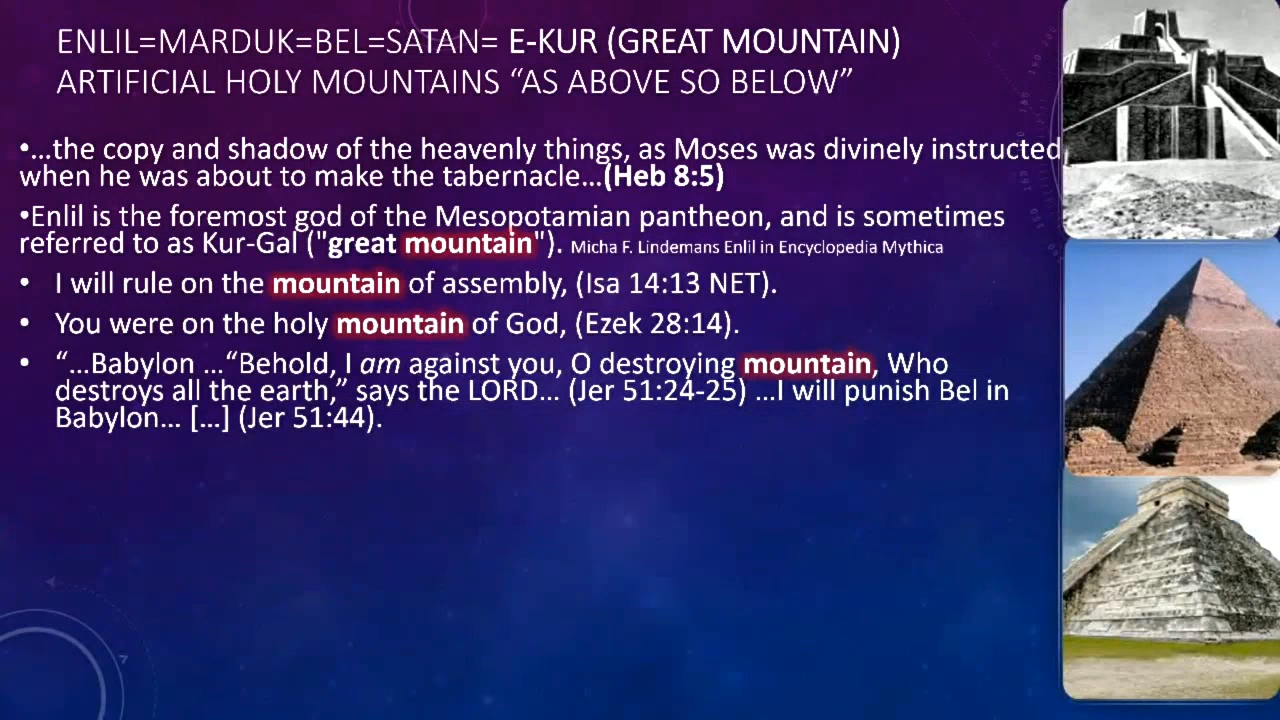 ENLIL=MARDUK=BEL=SATAN= E-KUR (GREAT MOUNTAIN)
ARTIFICIAL HOLY MOUNTAINS “AS ABOVE SO BELOW”
•…the copy and shadow of the heavenly things, as Moses was divinely instructed
when he was about to make the tabernacle…(Heb 8:5)
•Enlil is the foremost god of the Mesopotamian pantheon, and is sometimes
referred to as Kur-Gal ("great mountain"). Micha F. Lindemans Enlil in Encyclopedia Mythica
• I will rule on the mountain of assembly, (Isa 14:13 NET).
• You were on the holy mountain of God, (Ezek 28:14).
• “…Babylon …“Behold, I am against you, O destroying mountain, Who
destroys all the earth,” says the LORD… (Jer 51:24-25) …I will punish Bel in
Babylon… […] (Jer 51:44).